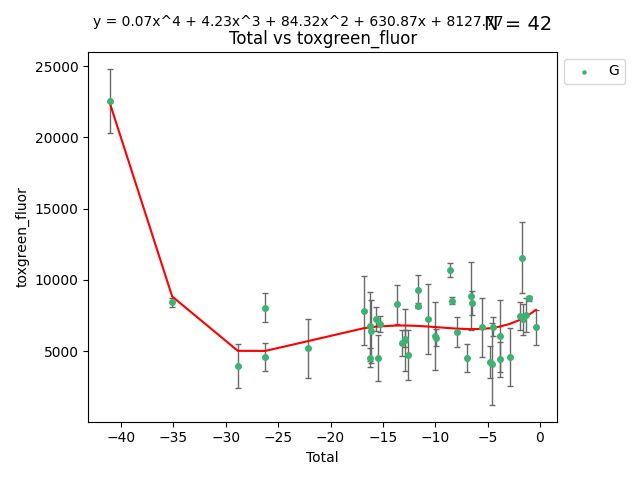 y = 0.07x^4 + 4.23x^3 + 84.32x^2 + 630.87x + 8127.77
N = 42
Total vs toxgreen_fluor
G
25000
20000
15000
10000
5000
toxgreen_fluor
−40 −35 −30 −25 −20 −15 −10 −5 0
Total